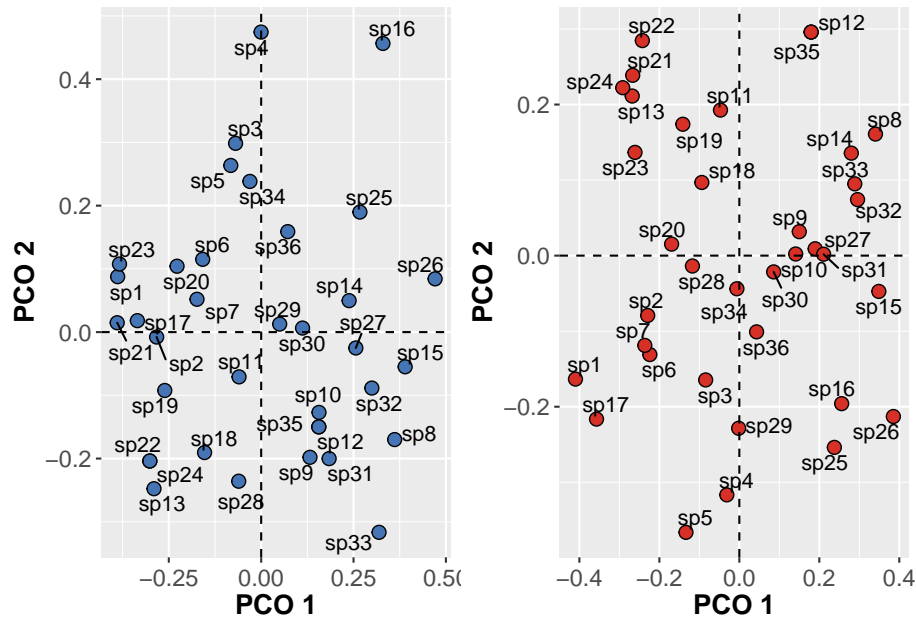 sp16
sp4
0.4
sp3
sp5
sp34
sp25
0.2
sp36
sp23
sp6
sp26
sp20
sp14
sp1
sp7
sp29
0.0
sp17
sp27
sp21
sp30
sp2
sp11
sp15
sp19
sp10
sp32
sp35
sp22
sp18
sp12
sp8
−0.2
sp24
sp9
sp31
sp13
sp28
sp33
PCO 2
−0.25
0.00
0.25
0.50
PCO 1
sp22
sp12
sp35
sp21
sp24
sp11
0.2
sp13
sp8
sp19
sp14
sp23
sp18
sp33
sp32
sp20
sp9
sp27
0.0
sp28
sp10
sp31
sp2
sp30
sp15
sp34
sp7
sp6
sp36
sp1
sp3
sp17
sp16
−0.2
sp29
sp26
sp25
sp4
sp5
PCO 2
−0.4
−0.2
0.0
0.2
0.4
PCO 1